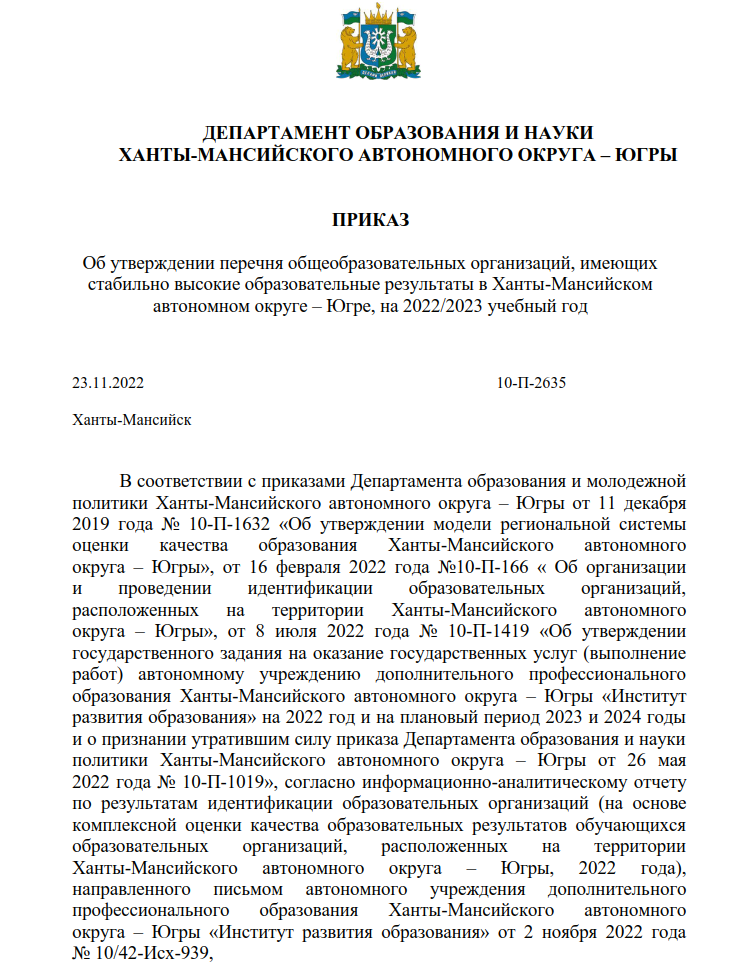 ДЕПАРТАМЕНТ ОБРАЗОВАНИЯ И НАУКИ
ХАНТЫ-МАНСИЙСКОГО АВТОНОМНОГО ОКРУГА – ЮГРЫ
ПРИКАЗ
Об утверждении перечня общеобразовательных организаций, имеющих
стабильно высокие образовательные результаты в Ханты-Мансийском
автономном округе – Югре, на 2022/2023 учебный год
23.11.2022 10-П-2635
Ханты-Мансийск
В соответствии с приказами Департамента образования и молодежной
политики Ханты-Мансийского автономного округа – Югры от 11 декабря
2019 года № 10-П-1632 «Об утверждении модели региональной системы
оценки качества образования Ханты-Мансийского автономного
округа – Югры», от 16 февраля 2022 года №10-П-166 « Об организации
и проведении идентификации образовательных организаций,
расположенных на территории Ханты-Мансийского автономного
округа – Югры», от 8 июля 2022 года № 10-П-1419 «Об утверждении
государственного задания на оказание государственных услуг (выполнение
работ) автономному учреждению дополнительного профессионального
образования Ханты-Мансийского автономного округа – Югры «Институт
развития образования» на 2022 год и на плановый период 2023 и 2024 годы
и о признании утратившим силу приказа Департамента образования и науки
политики Ханты-Мансийского автономного округа – Югры от 26 мая
2022 года № 10-П-1019», согласно информационно-аналитическому отчету
по результатам идентификации образовательных организаций (на основе
комплексной оценки качества образовательных результатов обучающихся
образовательных организаций, расположенных на территории
Ханты-Мансийского автономного округа – Югры, 2022 года),
направленного письмом автономного учреждения дополнительного
профессионального образования Ханты-Мансийского автономного
округа – Югры «Институт развития образования» от 2 ноября 2022 года
№ 10/42-Исх-939,